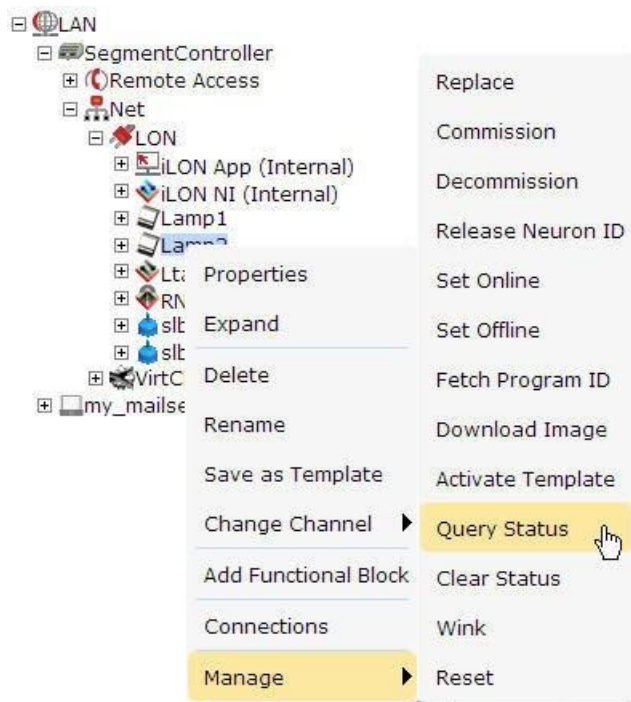 LAN
SegmentController
Remote Access
Net
LON
iLON App (Internal)
iLON NI (Internal)
Lamp1
VirtC
my_mailse
Properties
Expand
Delete
Rename
Save as Template
Change Channel
Add Functional Block
Connections
Manage
Replace
Commission
Decommission
Release Neuron ID
Set Online
Set Offline
Fetch Program ID
Download Image
Activate Template
Query Status
Clear Status
Wink
Reset